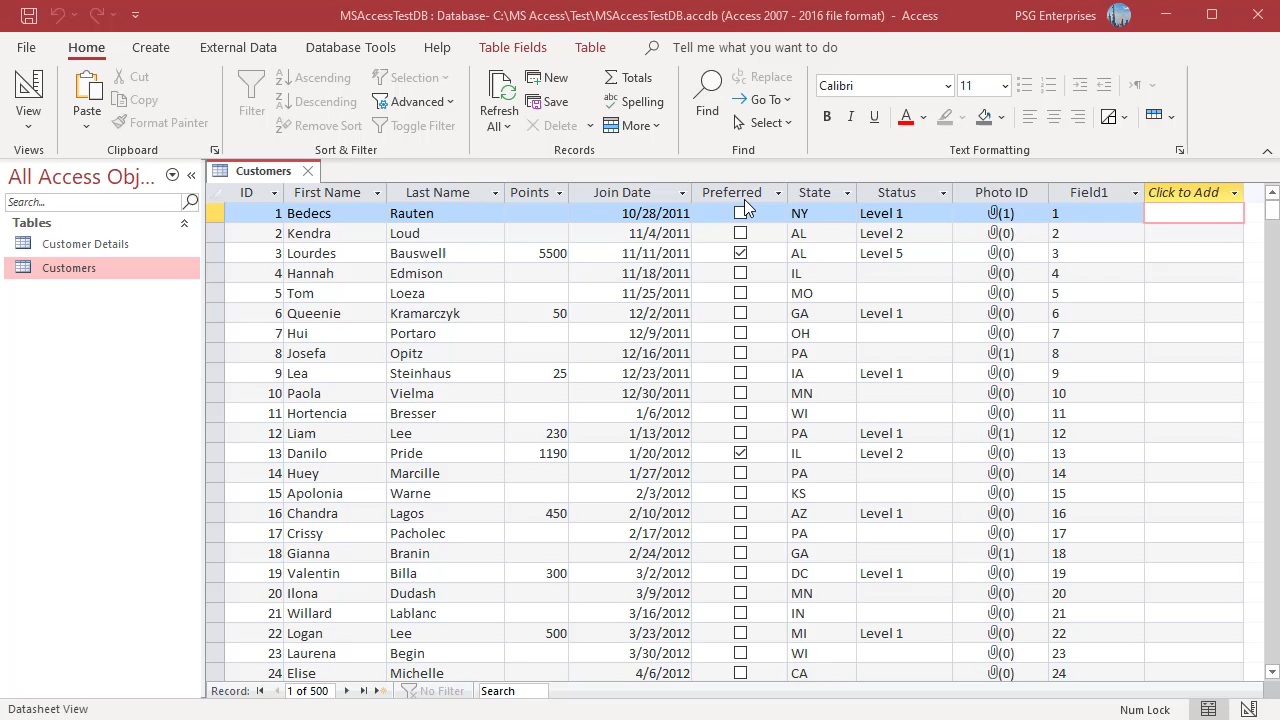 MSAccessTestDB : Database- C:\MS Access\Test\MSAccessTestDB.accdb (Access 2007 - 2016 file format) - Access PSG Enterprises
File Home Create External Data Database Tools Help Table Fields Table Tell me what you want to do
View
Paste
Cut
Copy
Format Painter
Clipboard
Filter
Ascending
Descending
Remove Sort
Selection
Advanced
Toggle Filter
Sort & Filter
Refresh
All
New
Save
Delete
Totals
Spelling
More
Records
Find
Replace
Go To
Select
Find
Calibri 11
B I U A
Text Formatting
All Access Obj...
Search...
Tables
Customer Details
Customers
Customers
ID First Name Last Name Points Join Date Preferred State Status Photo ID Field1 Click to Add
1 Bedecs Rauten 10/28/2011 NY Level 1 (1) 1
2 Kendra Loud 11/4/2011 AL Level 2 (0) 2
3 Lourdes Bauswell 5500 11/11/2011 AL Level 5 (0) 3
4 Hannah Edmison 11/18/2011 IL (0) 4
5 Tom Loeza 11/25/2011 MO (0) 5
6 Queenie Kramarczyk 50 12/2/2011 GA Level 1 (0) 6
7 Hui Portaro 12/9/2011 OH (0) 7
8 Josefa Opitz 12/16/2011 PA (1) 8
9 Lea Steinhaus 25 12/23/2011 IA Level 1 (0) 9
10 Paola Vielma 12/30/2011 MN (0) 10
11 Hortencia Bresser 1/6/2012 WI (0) 11
12 Liam Lee 230 1/13/2012 PA Level 1 (1) 12
13 Danilo Pride 1190 1/20/2012 IL Level 2 (0) 13
14 Huey Marcille 1/27/2012 PA (0) 14
15 Apolonia Warne 2/3/2012 KS (0) 15
16 Chandra Lagos 450 2/10/2012 AZ Level 1 (0) 16
17 Crissy Pacholec 2/17/2012 PA (0) 17
18 Gianna Branin 2/24/2012 GA (1) 18
19 Valentin Billa 300 3/2/2012 DC Level 1 (0) 19
20 Ilona Dudash 3/9/2012 MN (0) 20
21 Willard Lablanc 3/16/2012 IN (0) 21
22 Logan Lee 500 3/23/2012 MI Level 1 (0) 22
23 Laurena Begin 3/30/2012 WI (0) 23
24 Elise Michelle 4/6/2012 CA (0) 24
Record: 1 of 500 No Filter Search
Datasheet View Num Lock